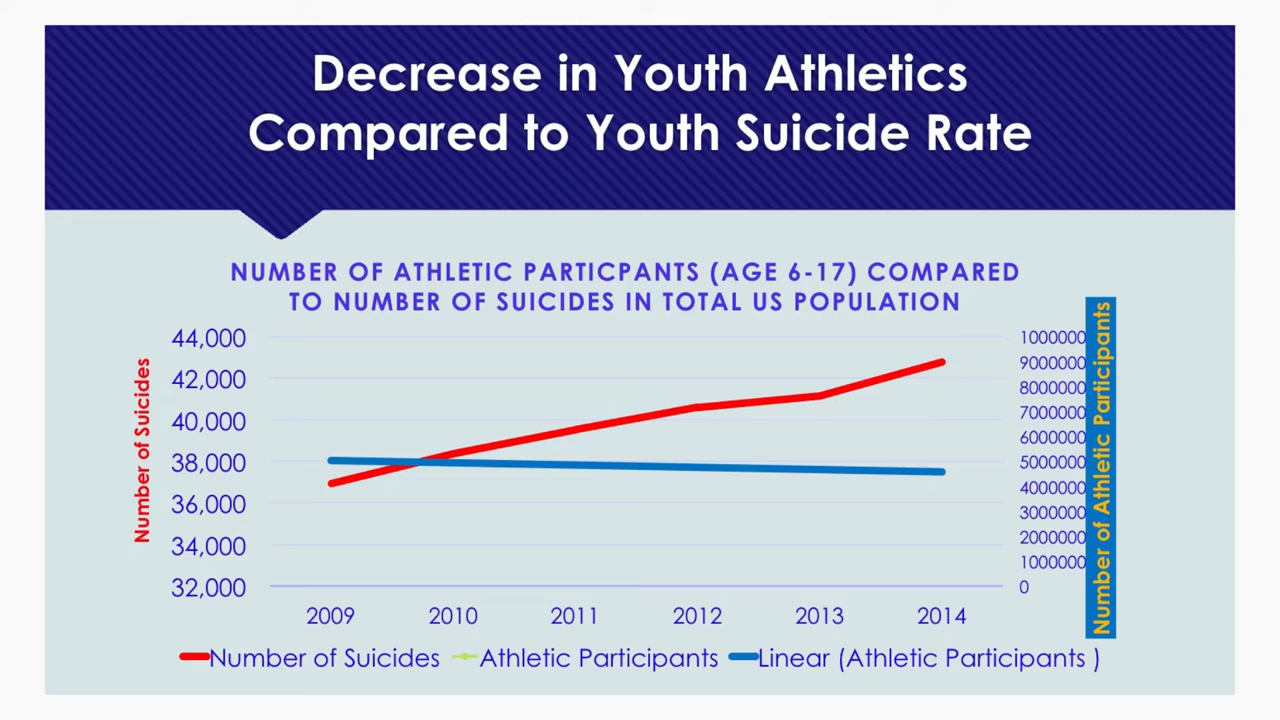 Decrease in Youth Athletics
Compared to Youth Suicide Rate
NUMBER OF ATHLETIC PARTICPANTS (AGE 6-17) COMPARED
TO NUMBER OF SUICIDES IN TOTAL US POPULATION
Number of Suicides
44,000
42,000
40,000
38,000
36,000
34,000
32,000
1000000
9000000
8000000
7000000
6000000
5000000
4000000
3000000
2000000
1000000
0
Number of Athletic Participants
2009 2010 2011 2012 2013 2014
Number of Suicides Athletic Participants Linear (Athletic Participants )